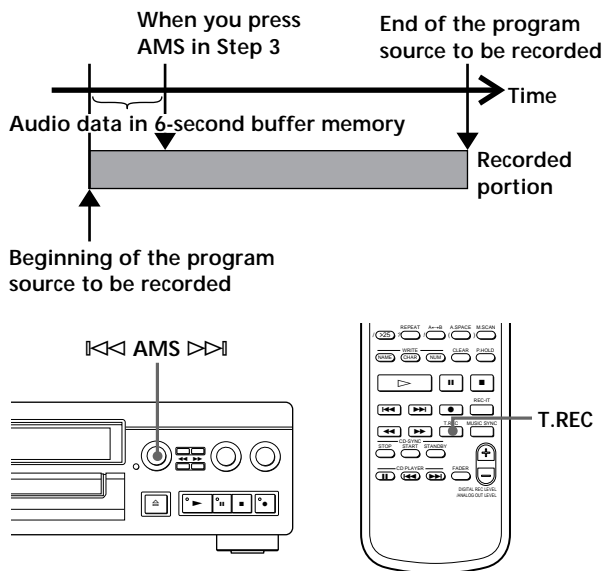 When you press
AMS in Step 3
End of the program
source to be recorded
Time
Audio data in 6-second buffer memory
Recorded
portion
Beginning of the program
source to be recorded
AMS
T.REC
>25
REPEAT
A↔B
A.SPACE
M.SCAN
WRITE
NAME
CHAR
NUM
CLEAR
P.HOLD
REC-IT
T.REC
MUSIC SYNC
CD-SYNC
STOP
START
STANDBY
CD PLAYER
FADER
DIGITAL REC LEVEL
ANALOG OUT LEVEL